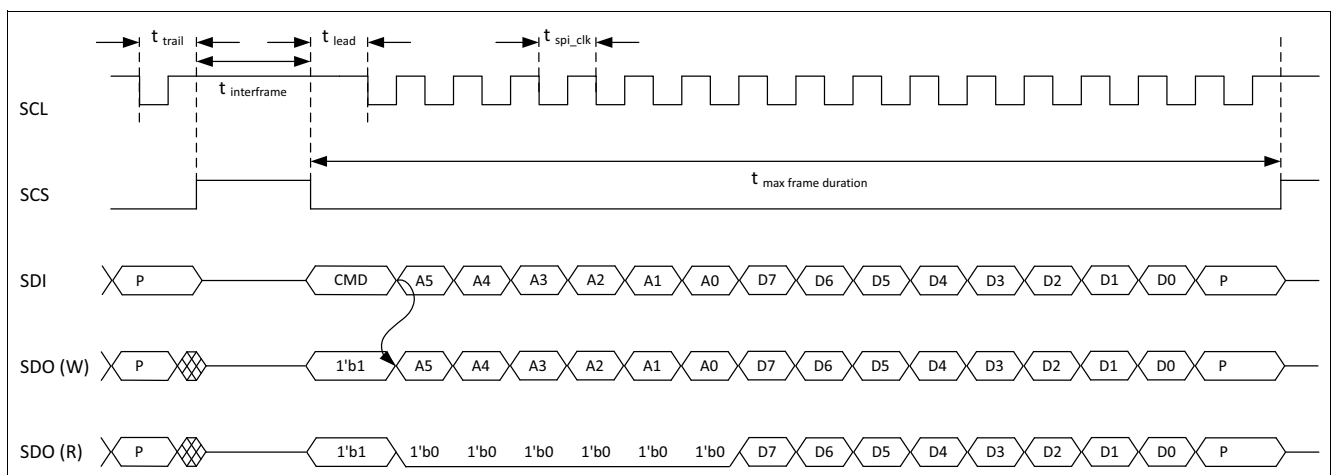 t trail t lead t spi_clk
t interframe
SCL
t max frame duration
SCS
SDI P CMD A5 A4 A3 A2 A1 A0 D7 D6 D5 D4 D3 D2 D1 D0 P
SDO (W) P 1'b1 A5 A4 A3 A2 A1 A0 D7 D6 D5 D4 D3 D2 D1 D0 P
SDO (R) P 1'b1 1'b0 1'b0 1'b0 1'b0 1'b0 1'b0 D7 D6 D5 D4 D3 D2 D1 D0 P